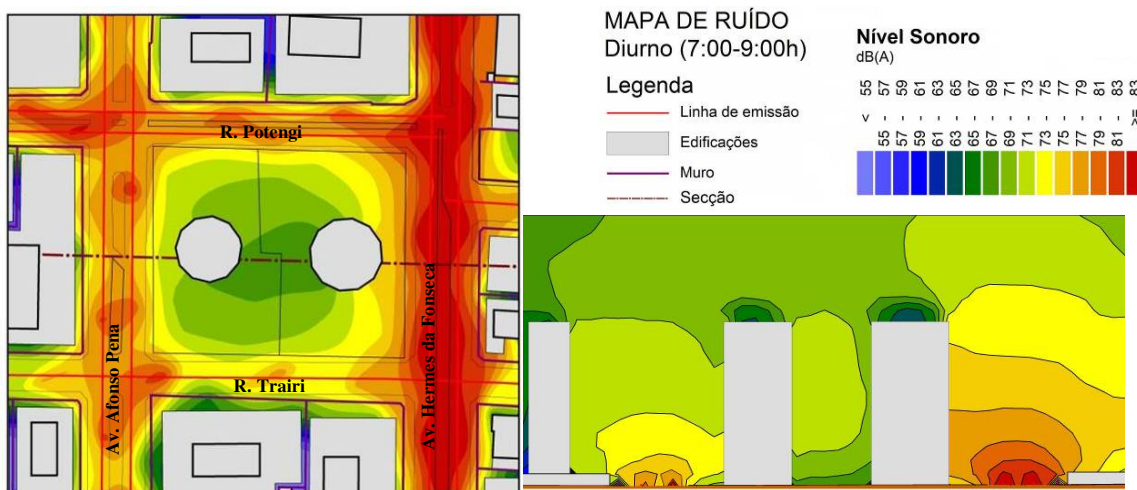 R. Potengi
R. Trairi
Av. Afonso Pena
Av. Hermes da Fonseca
MAPA DE RUÍDO
Diurno (7:00-9:00h)
Legenda
Linha de emissão
Edificações
Muro
Secção
Nível Sonoro
dB(A)
< 55
55 - 57
57 - 59
59 - 61
61 - 63
63 - 65
65 - 67
67 - 69
69 - 71
71 - 73
73 - 75
75 - 77
77 - 79
79 - 81
81 - 83
>= 83